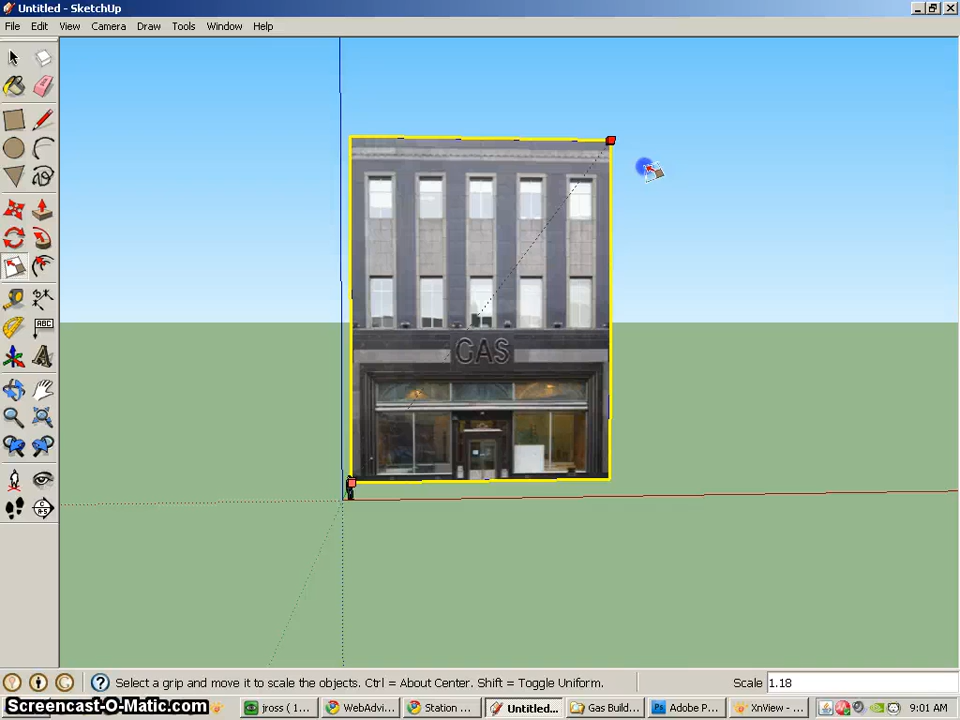 Untitled - SketchUp
File Edit View Camera Draw Tools Window Help
GAS
ABC
Select a grip and move it to scale the objects. Ctrl = About Center. Shift = Toggle Uniform.
Scale 1.18
Screencast-O-Matic.com
jross ( 1...
WebAdvi...
Station ...
Untitled...
Gas Build...
Adobe P...
XnView - ...
9:01 AM